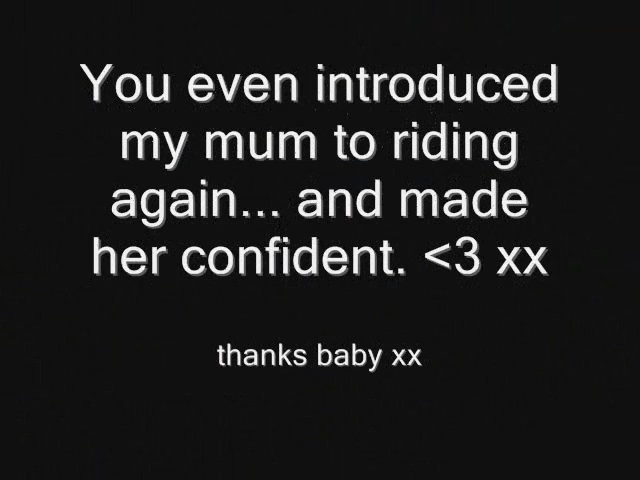 You even introduced
my mum to riding
again... and made
her confident. <3 xx
thanks baby xx